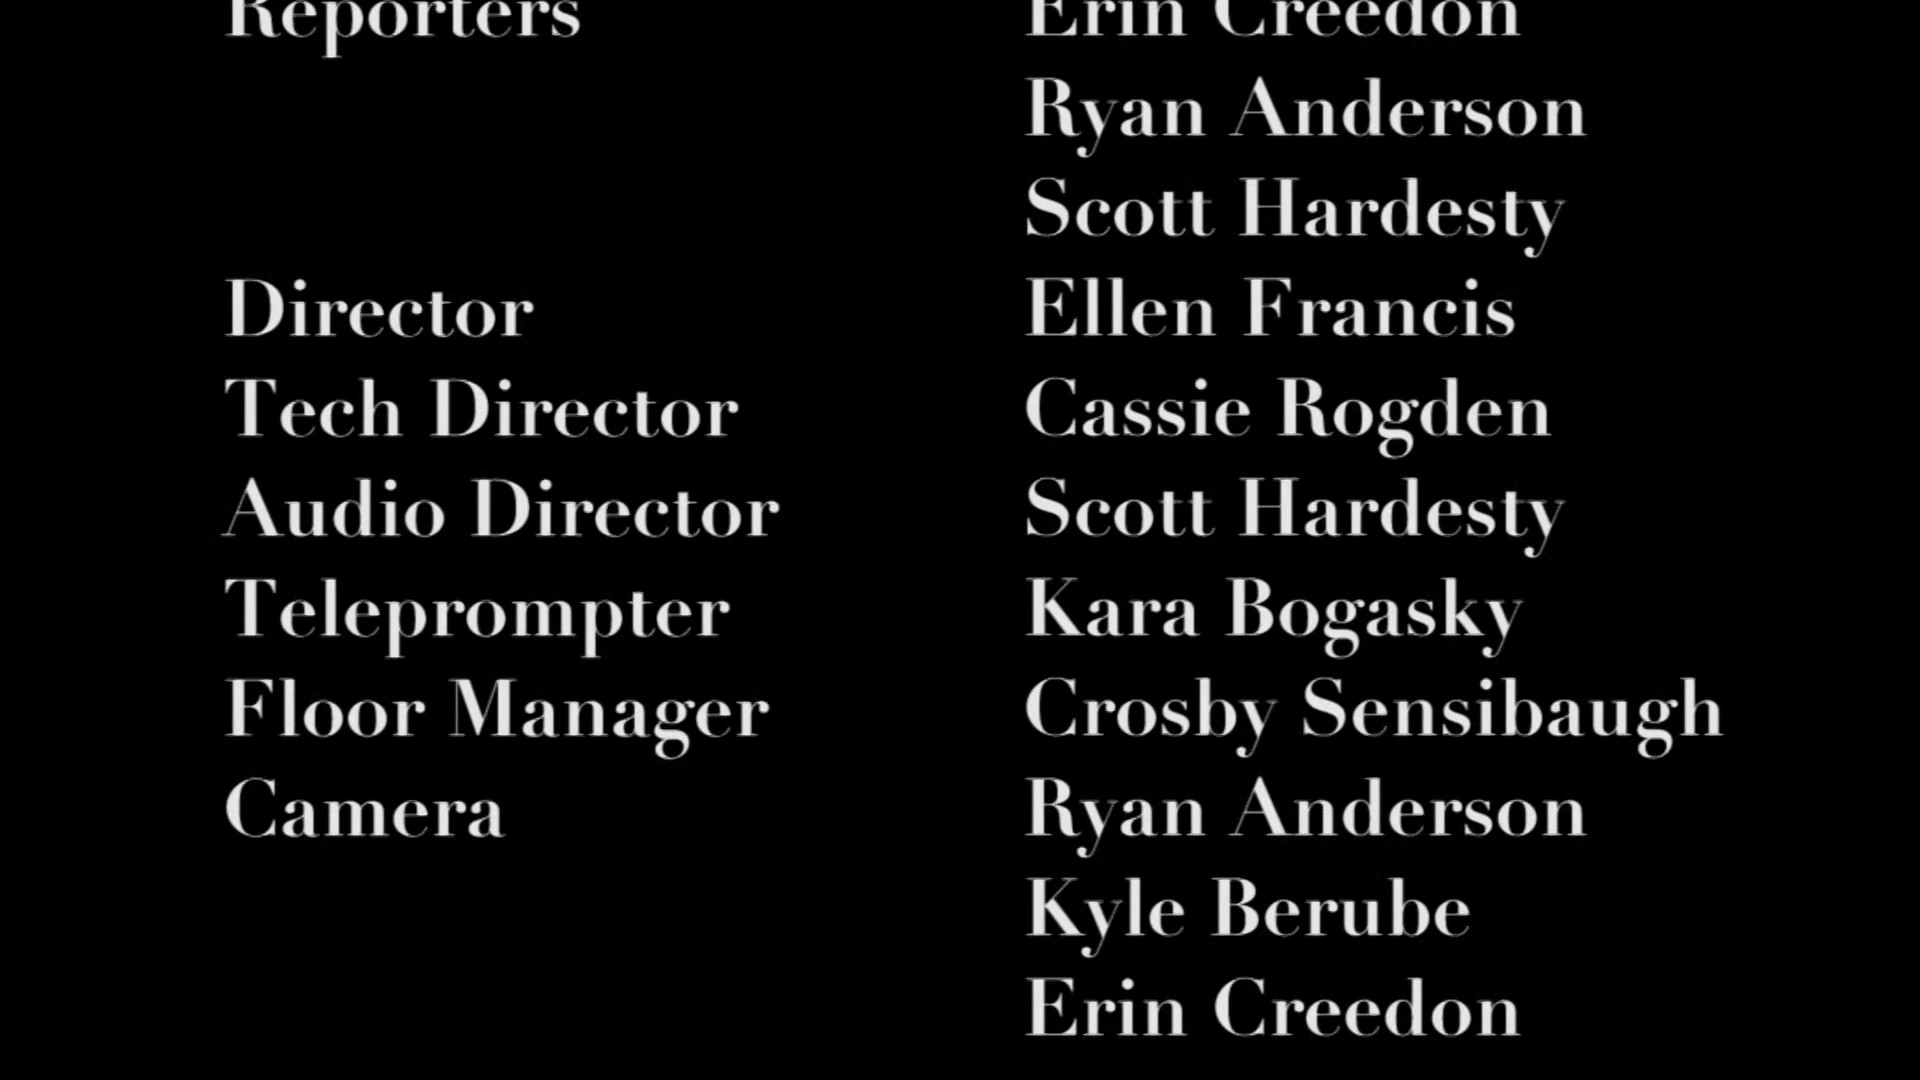 Reporters Erin Creedon
Ryan Anderson
Scott Hardesty
Director Ellen Francis
Tech Director Cassie Rogden
Audio Director Scott Hardesty
Teleprompter Kara Bogasky
Floor Manager Crosby Sensibaugh
Camera Ryan Anderson
Kyle Berube
Erin Creedon